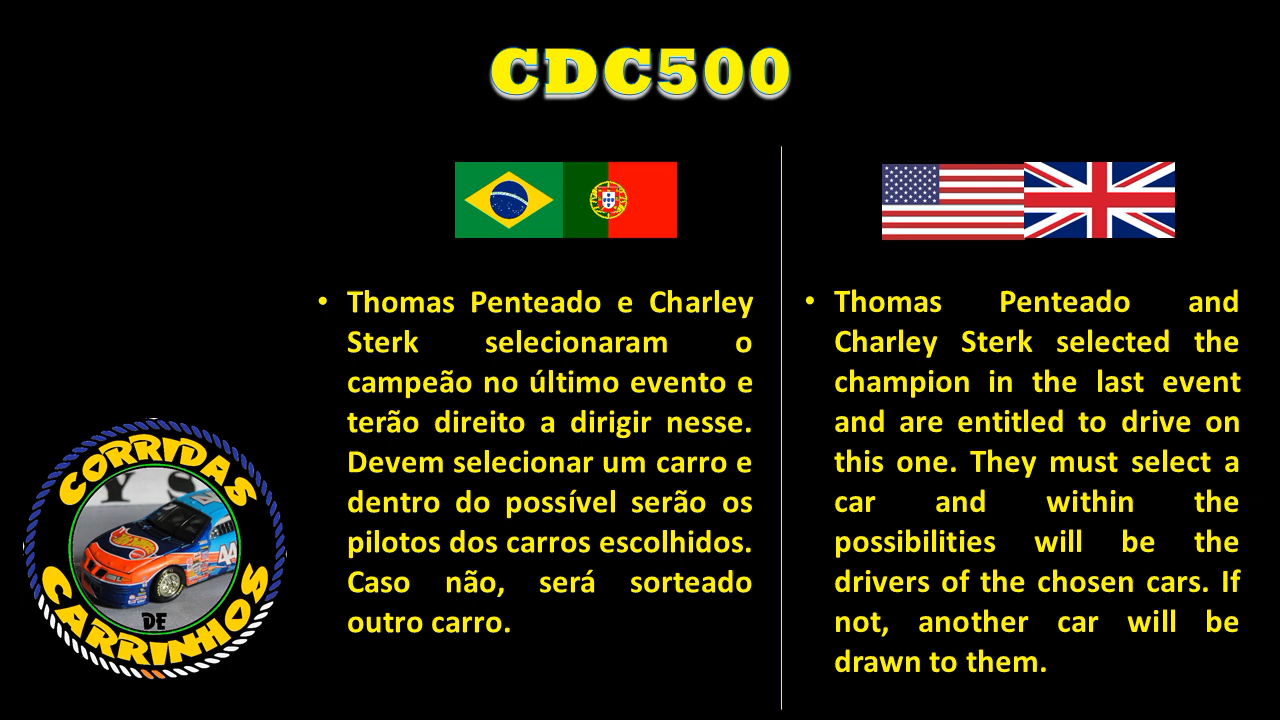 CDC500
• Thomas Penteado e Charley
Sterk selecionaram o
campeão no último evento e
terão direito a dirigir nesse.
Devem selecionar um carro e
dentro do possível serão os
pilotos dos carros escolhidos.
Caso não, será sorteado
outro carro.
• Thomas Penteado and
Charley Sterk selected the
champion in the last event
and are entitled to drive on
this one. They must select a
car and within the
possibilities will be the
drivers of the chosen cars. If
not, another car will be
drawn to them.
CORRIDAS
44
DE
CARRINHOS